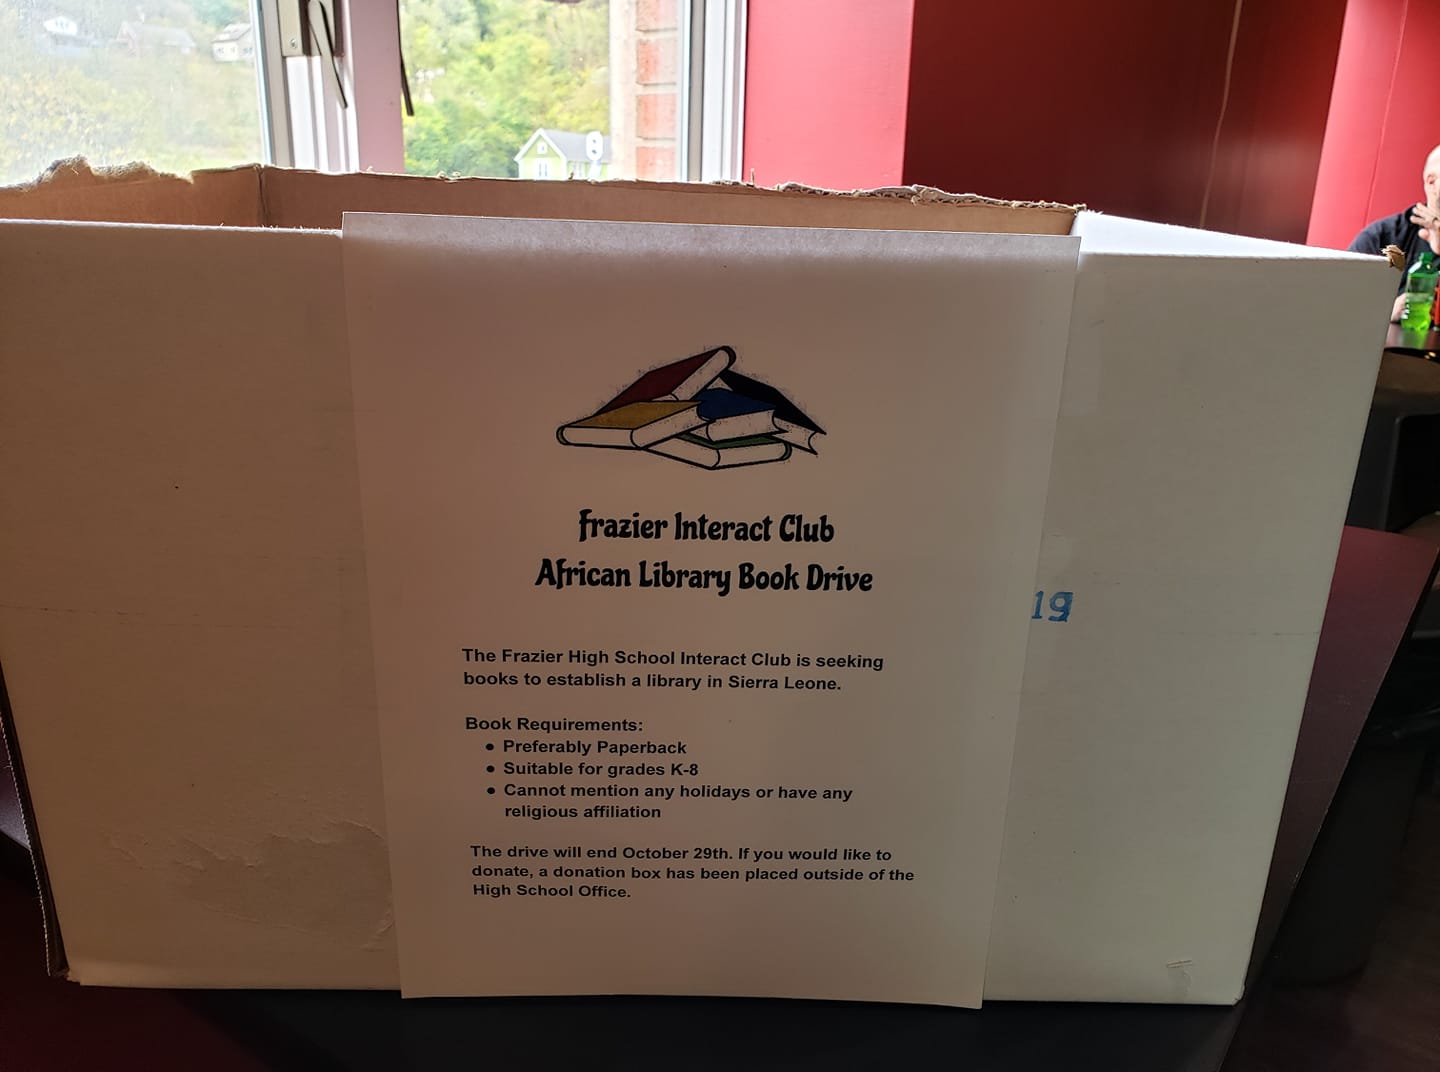 Frazier Interact Club
African Library Book Drive
19
The Frazier High School Interact Club is seeking
books to establish a library in Sierra Leone.
Book Requirements:
● Preferably Paperback
● Suitable for grades K-8
● Cannot mention any holidays or have any
religious affiliation
The drive will end October 29th. If you would like to
donate, a donation box has been placed outside of the
High School Office.